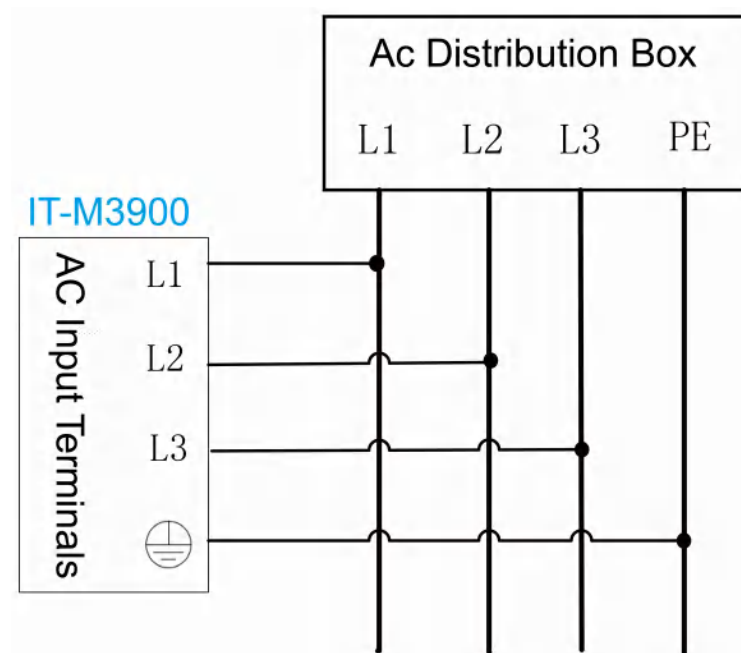 Ac Distribution Box
L1 L2 L3 PE
IT-M3900
AC Input Terminals
L1
L2
L3